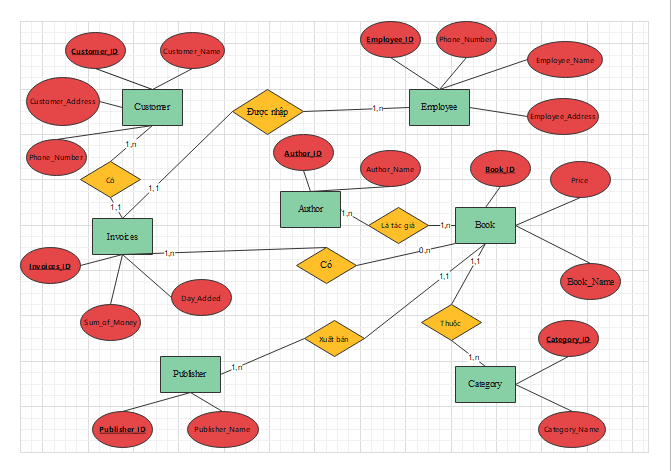 Customer_ID
Customer_Name
Employee_ID
Phone_Number
Employee_Name
Customer_Address
Customer
Được nhập
1,n
Employee
Employee_Address
Phone_Number
1,n
Author_ID
Author_Name
Book_ID
Price
Có
1,1
1,1
Author
1,n
Là tác giả
1,n
Book
Invoices
1,n
Có
0,n
1,1
1,1
Invoices_ID
Day_Added
Book_Name
Sum_of_Money
Xuất bản
Thuộc
Category_ID
1,n
1,n
Publisher
Category
Publisher_ID
Publisher_Name
Category_Name